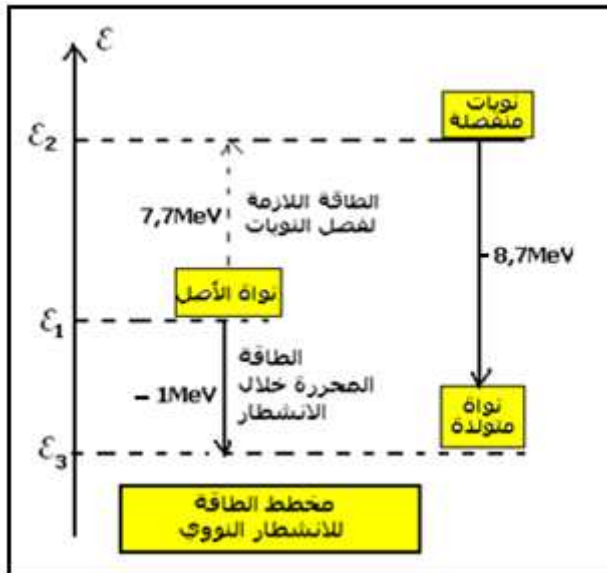 ℰ
نويات
منفصلة
ℰ2
الطاقة اللازمة
لفصل النويات
7,7MeV
- 8,7MeV
نواة الأصل
ℰ1
الطاقة
المحررة خلال
الانشطار
- 1MeV
نواة
متولدة
ℰ3
مخطط الطاقة
للانشطار النووي